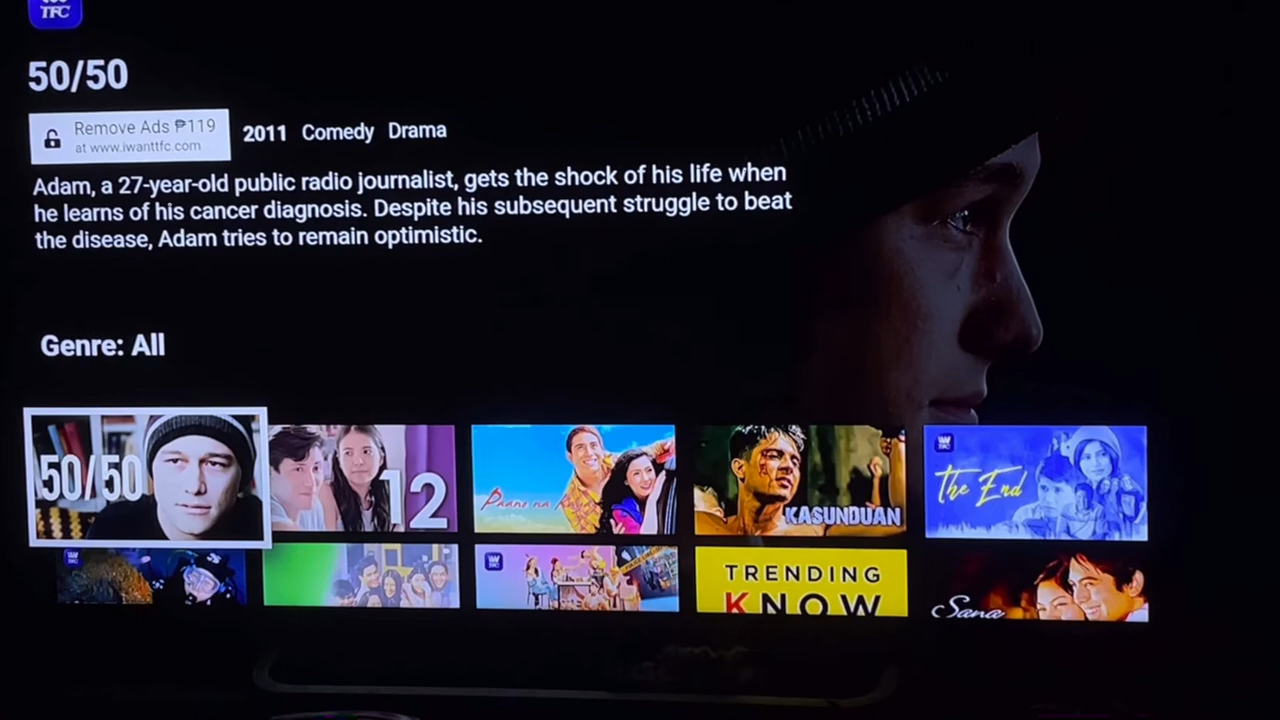 TFC
50/50
Remove Ads ₱119
at www.iwanttfc.com
2011 Comedy Drama
Adam, a 27-year-old public radio journalist, gets the shock of his life when
he learns of his cancer diagnosis. Despite his subsequent struggle to beat
the disease, Adam tries to remain optimistic.
Genre: All
50/50
12
Paano na
KASUNDUAN
TFC
The End
TRENDING
KNOW
Sana